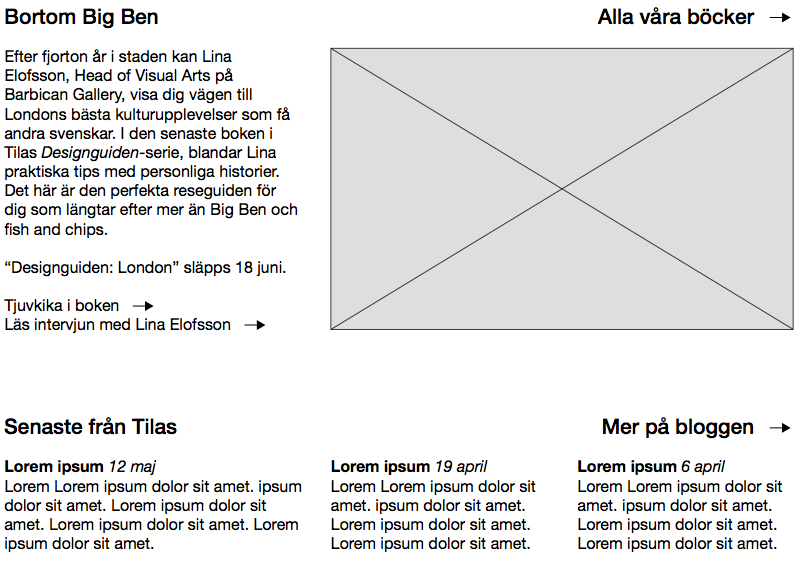 Bortom Big Ben
Alla våra böcker →
Efter fjorton år i staden kan Lina
Elofsson, Head of Visual Arts på
Barbican Gallery, visa dig vägen till
Londons bästa kulturupplevelser som få
andra svenskar. I den senaste boken i
Tilas Designguiden-serie, blandar Lina
praktiska tips med personliga historier.
Det här är den perfekta reseguiden för
dig som längtar efter mer än Big Ben och
fish and chips.
“Designguiden: London” släpps 18 juni.
Tjuvkika i boken →
Läs intervjun med Lina Elofsson →
Senaste från Tilas
Mer på bloggen →
Lorem ipsum 12 maj
Lorem Lorem ipsum dolor sit amet. ipsum
dolor sit amet. Lorem ipsum dolor sit
amet. Lorem ipsum dolor sit amet. Lorem
ipsum dolor sit amet.
Lorem ipsum 19 april
Lorem Lorem ipsum dolor sit
amet. ipsum dolor sit amet.
Lorem ipsum dolor sit amet.
Lorem ipsum dolor sit amet.
Lorem ipsum 6 april
Lorem Lorem ipsum dolor sit
amet. ipsum dolor sit amet.
Lorem ipsum dolor sit amet.
Lorem ipsum dolor sit amet.